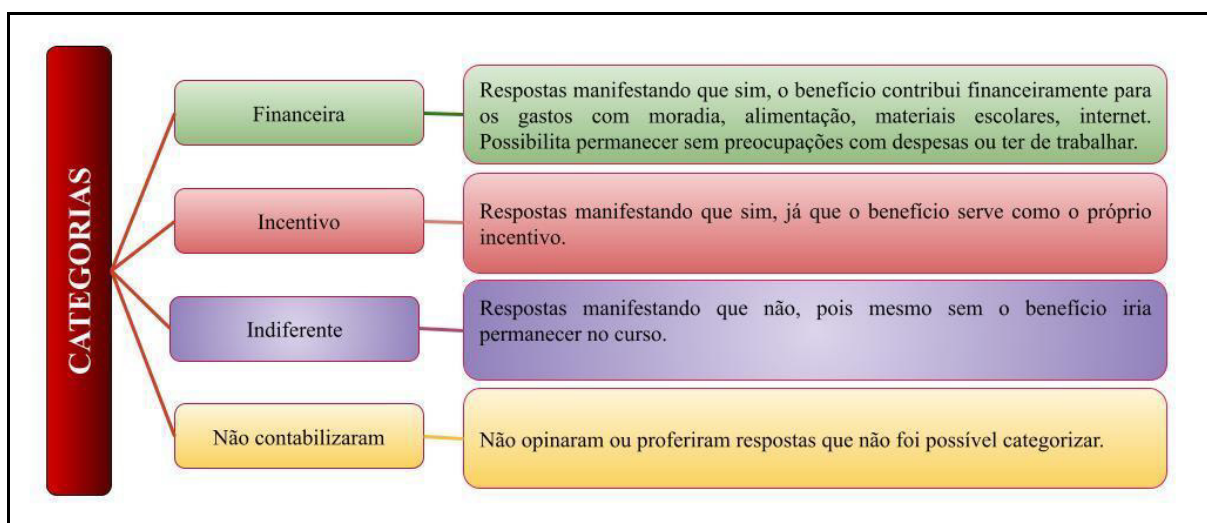 CATEGORIAS
Financeira
Respostas manifestando que sim, o benefício contribui financeiramente para
os gastos com moradia, alimentação, materiais escolares, internet.
Possibilita permanecer sem preocupações com despesas ou ter de trabalhar.
Incentivo
Respostas manifestando que sim, já que o benefício serve como o próprio
incentivo.
Indiferente
Respostas manifestando que não, pois mesmo sem o benefício iria
permanecer no curso.
Não contabilizaram
Não opinaram ou proferiram respostas que não foi possível categorizar.